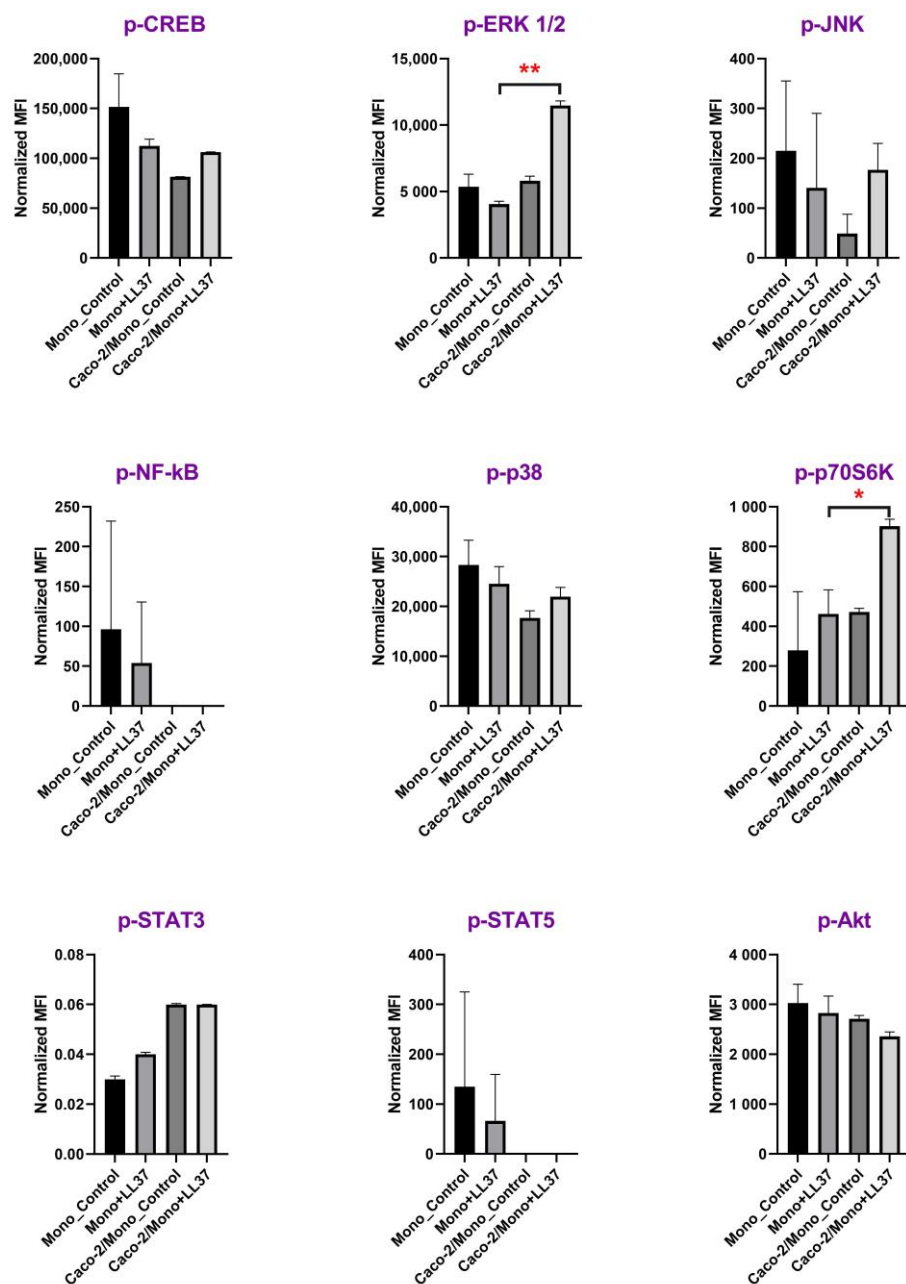 p-CREB
Normalized MFI
200,000
150,000
100,000
50,000
0
Mono_Control
Mono+LL37
Caco-2/Mono_Control
Caco-2/Mono+LL37
p-ERK 1/2
Normalized MFI
15,000
10,000
5 000
0
**
Mono_Control
Mono+LL37
Caco-2/Mono_Control
Caco-2/Mono+LL37
p-JNK
Normalized MFI
400
300
200
100
0
Mono_Control
Mono+LL37
Caco-2/Mono_Control
Caco-2/Mono+LL37
p-NF-kB
Normalized MFI
250
200
150
100
50
0
Mono_Control
Mono+LL37
Caco-2/Mono_Control
Caco-2/Mono+LL37
p-p38
Normalized MFI
40,000
30,000
20,000
10,000
0
Mono_Control
Mono+LL37
Caco-2/Mono_Control
Caco-2/Mono+LL37
p-p70S6K
Normalized MFI
1 000
800
600
400
200
0
*
Mono_Control
Mono+LL37
Caco-2/Mono_Control
Caco-2/Mono+LL37
p-STAT3
Normalized MFI
0.08
0.06
0.04
0.02
0.00
Mono_Control
Mono+LL37
Caco-2/Mono_Control
Caco-2/Mono+LL37
p-STAT5
Normalized MFI
400
300
200
100
0
Mono_Control
Mono+LL37
Caco-2/Mono_Control
Caco-2/Mono+LL37
p-Akt
Normalized MFI
4 000
3 000
2 000
1 000
0
Mono_Control
Mono+LL37
Caco-2/Mono_Control
Caco-2/Mono+LL37